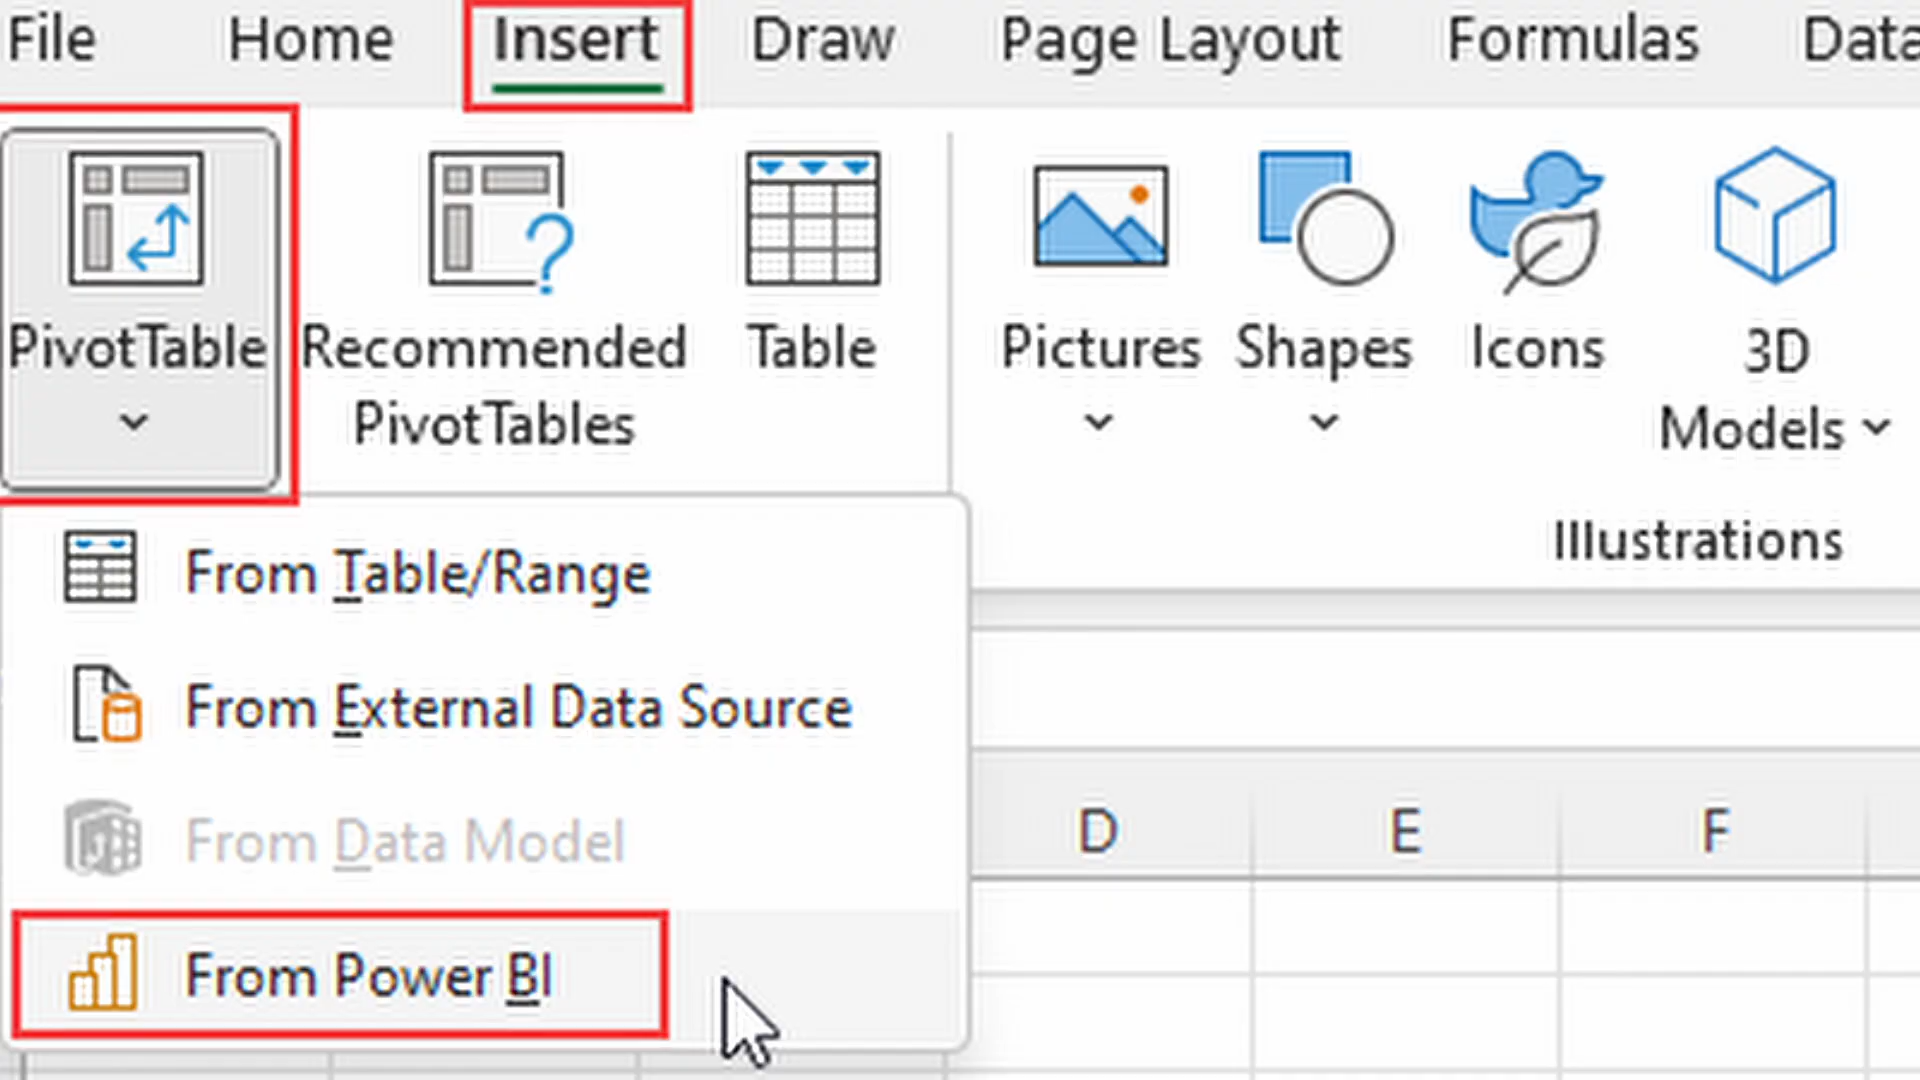 File Home Insert Draw Page Layout Formulas Data
PivotTable Recommended PivotTables Table Pictures Shapes Icons 3D Models
Illustrations
From Table/Range
From External Data Source
From Data Model
From Power BI
D E F